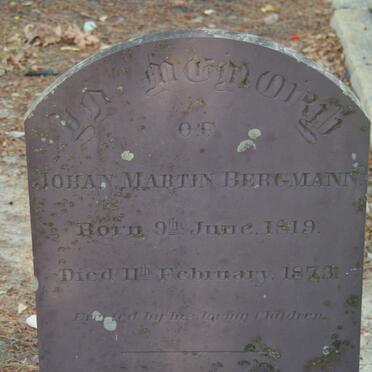 In Memory
OF
JOHAN MARTIN BERGMANN.
Born 9th June, 1819.
Died 11th February, 1873.
Erected by his loving Children.